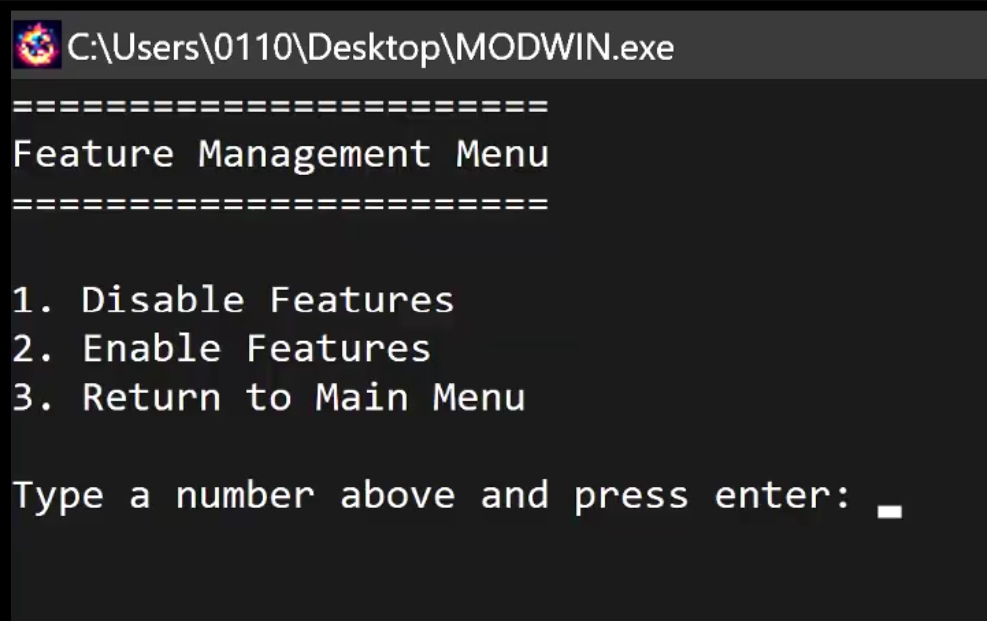 C:\Users\0110\Desktop\MODWIN.exe
=======================
Feature Management Menu
=======================
1. Disable Features
2. Enable Features
3. Return to Main Menu
Type a number above and press enter: